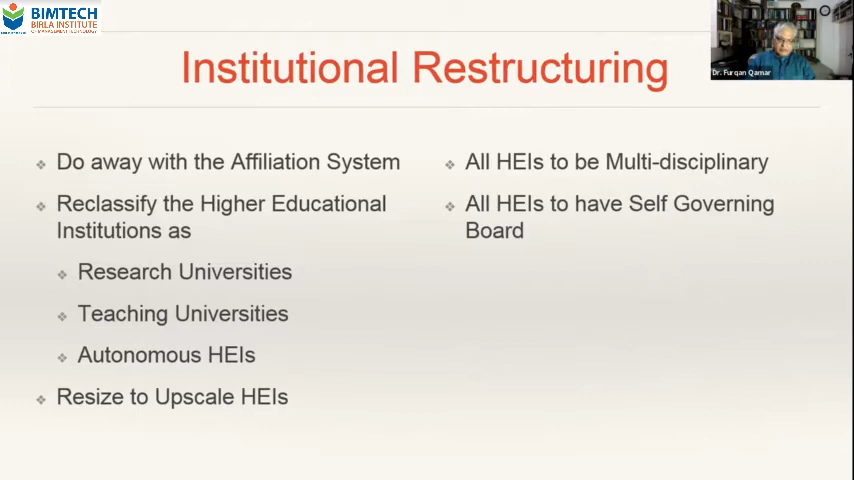 BIMTECH
BIRLA INSTITUTE
OF MANAGEMENT TECHNOLOGY
Dr. Furqan Qamar
Institutional Restructuring
Do away with the Affiliation System
Reclassify the Higher Educational
Institutions as
Research Universities
Teaching Universities
Autonomous HEIs
Resize to Upscale HEIs
All HEIs to be Multi-disciplinary
All HEIs to have Self Governing
Board